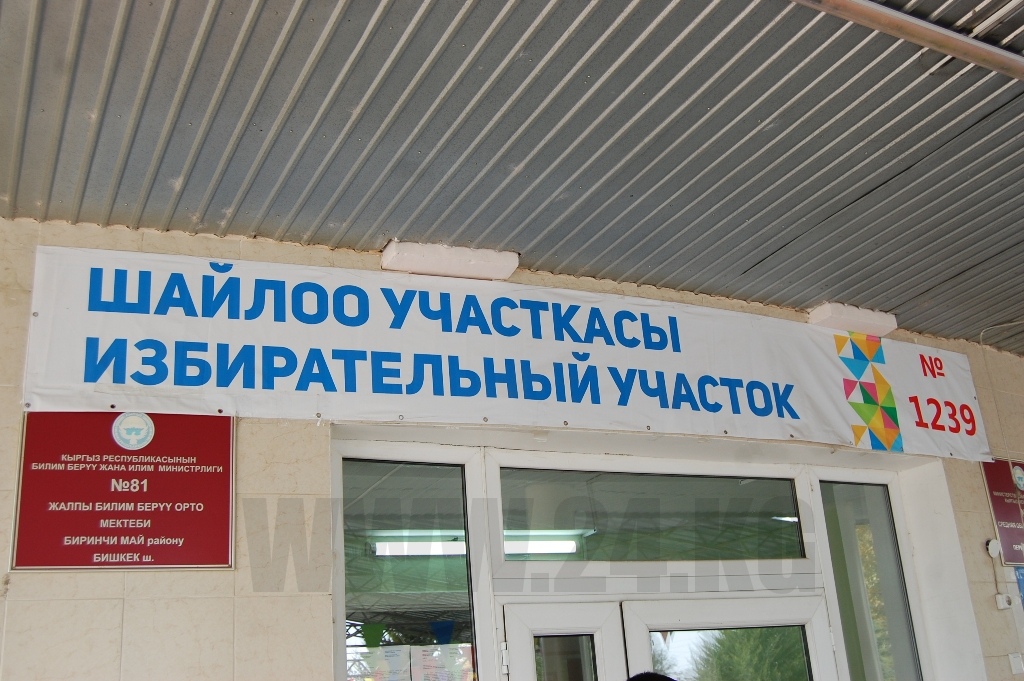 ШАЙЛОО УЧАСТКАСЫ
ИЗБИРАТЕЛЬНЫЙ УЧАСТОК
№
1239
КЫРГЫЗ РЕСПУБЛИКАСЫНЫН
БИЛИМ БЕРҮҮ ЖАНА ИЛИМ МИНИСТРЛИГИ
№81
ЖАЛПЫ БИЛИМ БЕРҮҮ ОРТО
МЕКТЕБИ
БИРИНЧИ МАЙ району
БИШКЕК ш.
www.24.kg